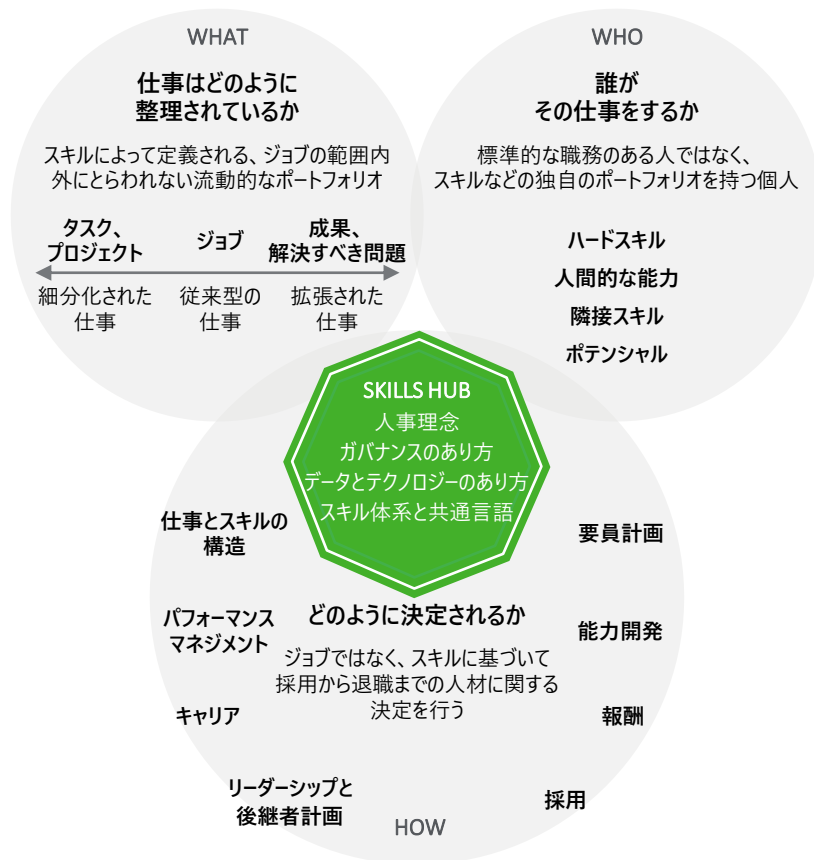 WHAT
仕事はどのように
整理されているか
スキルによって定義される、ジョブの範囲内
外にとらわれない流動的なポートフォリオ
タスク、
プロジェクト
ジョブ
成果、
解決すべき問題
細分化された
仕事
従来型の
仕事
拡張された
仕事
WHO
誰が
その仕事をするか
標準的な職務のある人ではなく、
スキルなどの独自のポートフォリオを持つ個人
ハードスキル
人間的な能力
隣接スキル
ポテンシャル
SKILLS HUB
人事理念
ガバナンスのあり方
データとテクノロジーのあり方
スキル体系と共通言語
仕事とスキルの
構造
パフォーマンス
マネジメント
キャリア
リーダーシップと
後継者計画
どのように決定されるか
ジョブではなく、スキルに基づいて
採用から退職までの人材に関する
決定を行う
要員計画
能力開発
報酬
採用
HOW